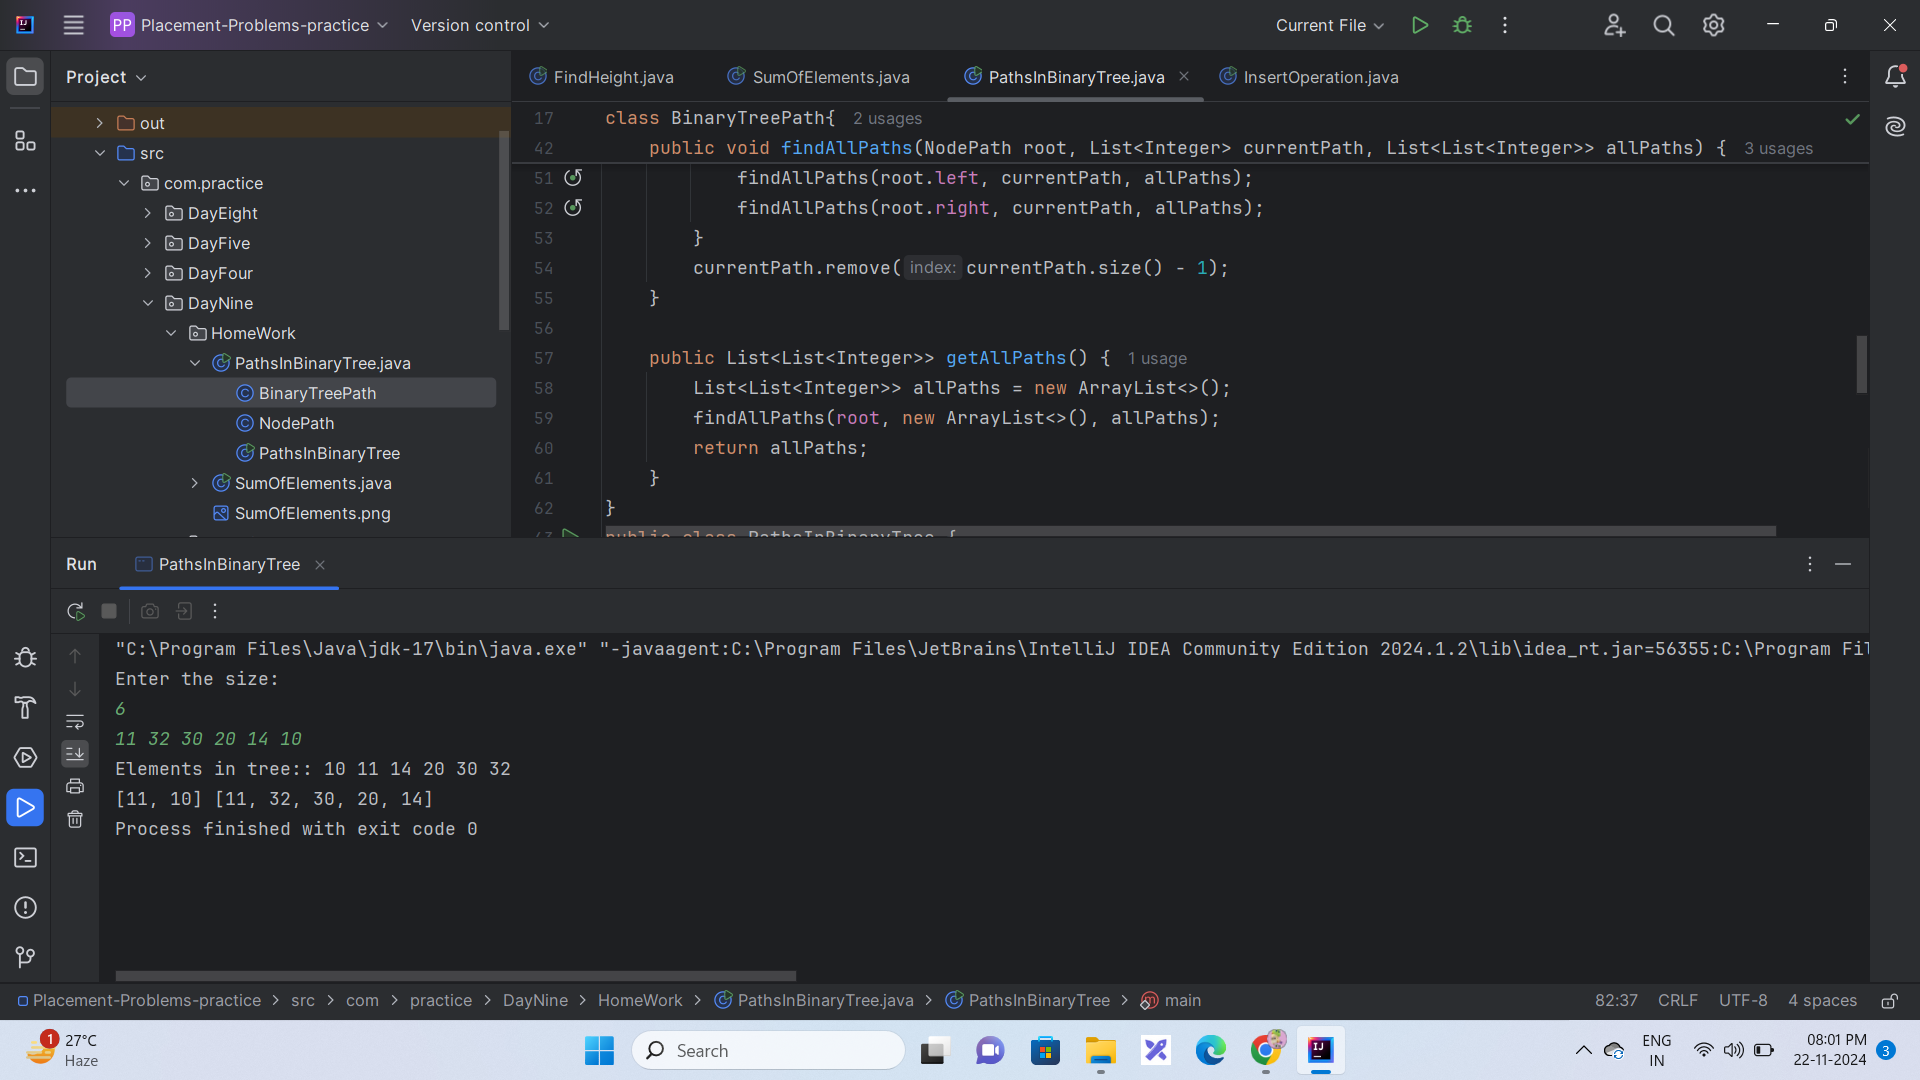 PP Placement-Problems-practice Version control Current File
Project
FindHeight.java SumOfElements.java PathsInBinaryTree.java InsertOperation.java
out
src
com.practice
DayEight
DayFive
DayFour
DayNine
HomeWork
PathsInBinaryTree.java
BinaryTreePath
NodePath
PathsInBinaryTree
SumOfElements.java
SumOfElements.png
17 class BinaryTreePath{ 2 usages
42 public void findAllPaths(NodePath root, List<Integer> currentPath, List<List<Integer>> allPaths) { 3 usages
51 findAllPaths(root.left, currentPath, allPaths);
52 findAllPaths(root.right, currentPath, allPaths);
53 }
54 currentPath.remove( index: currentPath.size() - 1);
55 }
56
57 public List<List<Integer>> getAllPaths() { 1 usage
58 List<List<Integer>> allPaths = new ArrayList<>();
59 findAllPaths(root, new ArrayList<>(), allPaths);
60 return allPaths;
61 }
62 }
63 public class PathsInBinaryTree {
Run PathsInBinaryTree
"C:\Program Files\Java\jdk-17\bin\java.exe" "-javaagent:C:\Program Files\JetBrains\IntelliJ IDEA Community Edition 2024.1.2\lib\idea_rt.jar=56355:C:\Program Fil
Enter the size:
6
11 32 30 20 14 10
Elements in tree:: 10 11 14 20 30 32
[11, 10] [11, 32, 30, 20, 14]
Process finished with exit code 0
Placement-Problems-practice > src > com > practice > DayNine > HomeWork > PathsInBinaryTree.java > PathsInBinaryTree > main 82:37 CRLF UTF-8 4 spaces
1 27°C
Haze
Search
ENG
IN
08:01 PM
22-11-2024
3